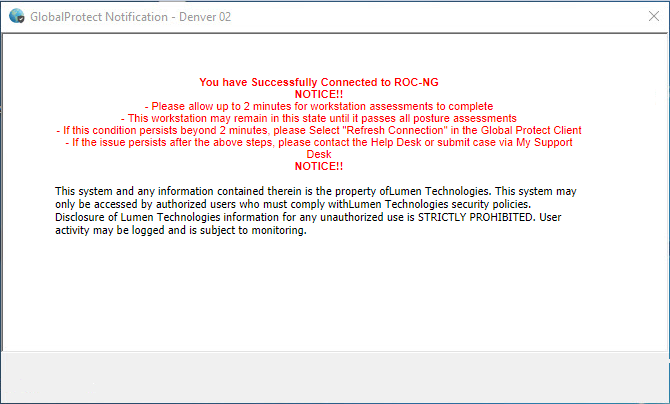 GlobalProtect Notification - Denver 02
You have Successfully Connected to ROC-NG
NOTICE!!
- Please allow up to 2 minutes for workstation assessments to complete
- This workstation may remain in this state until it passes all posture assessments
- If this condition persists beyond 2 minutes, please Select "Refresh Connection" in the Global Protect Client
- If the issue persists after the above steps, please contact the Help Desk or submit case via My Support
Desk
NOTICE!!
This system and any information contained therein is the property ofLumen Technologies. This system may
only be accessed by authorized users who must comply withLumen Technologies security policies.
Disclosure of Lumen Technologies information for any unauthorized use is STRICTLY PROHIBITED. User
activity may be logged and is subject to monitoring.